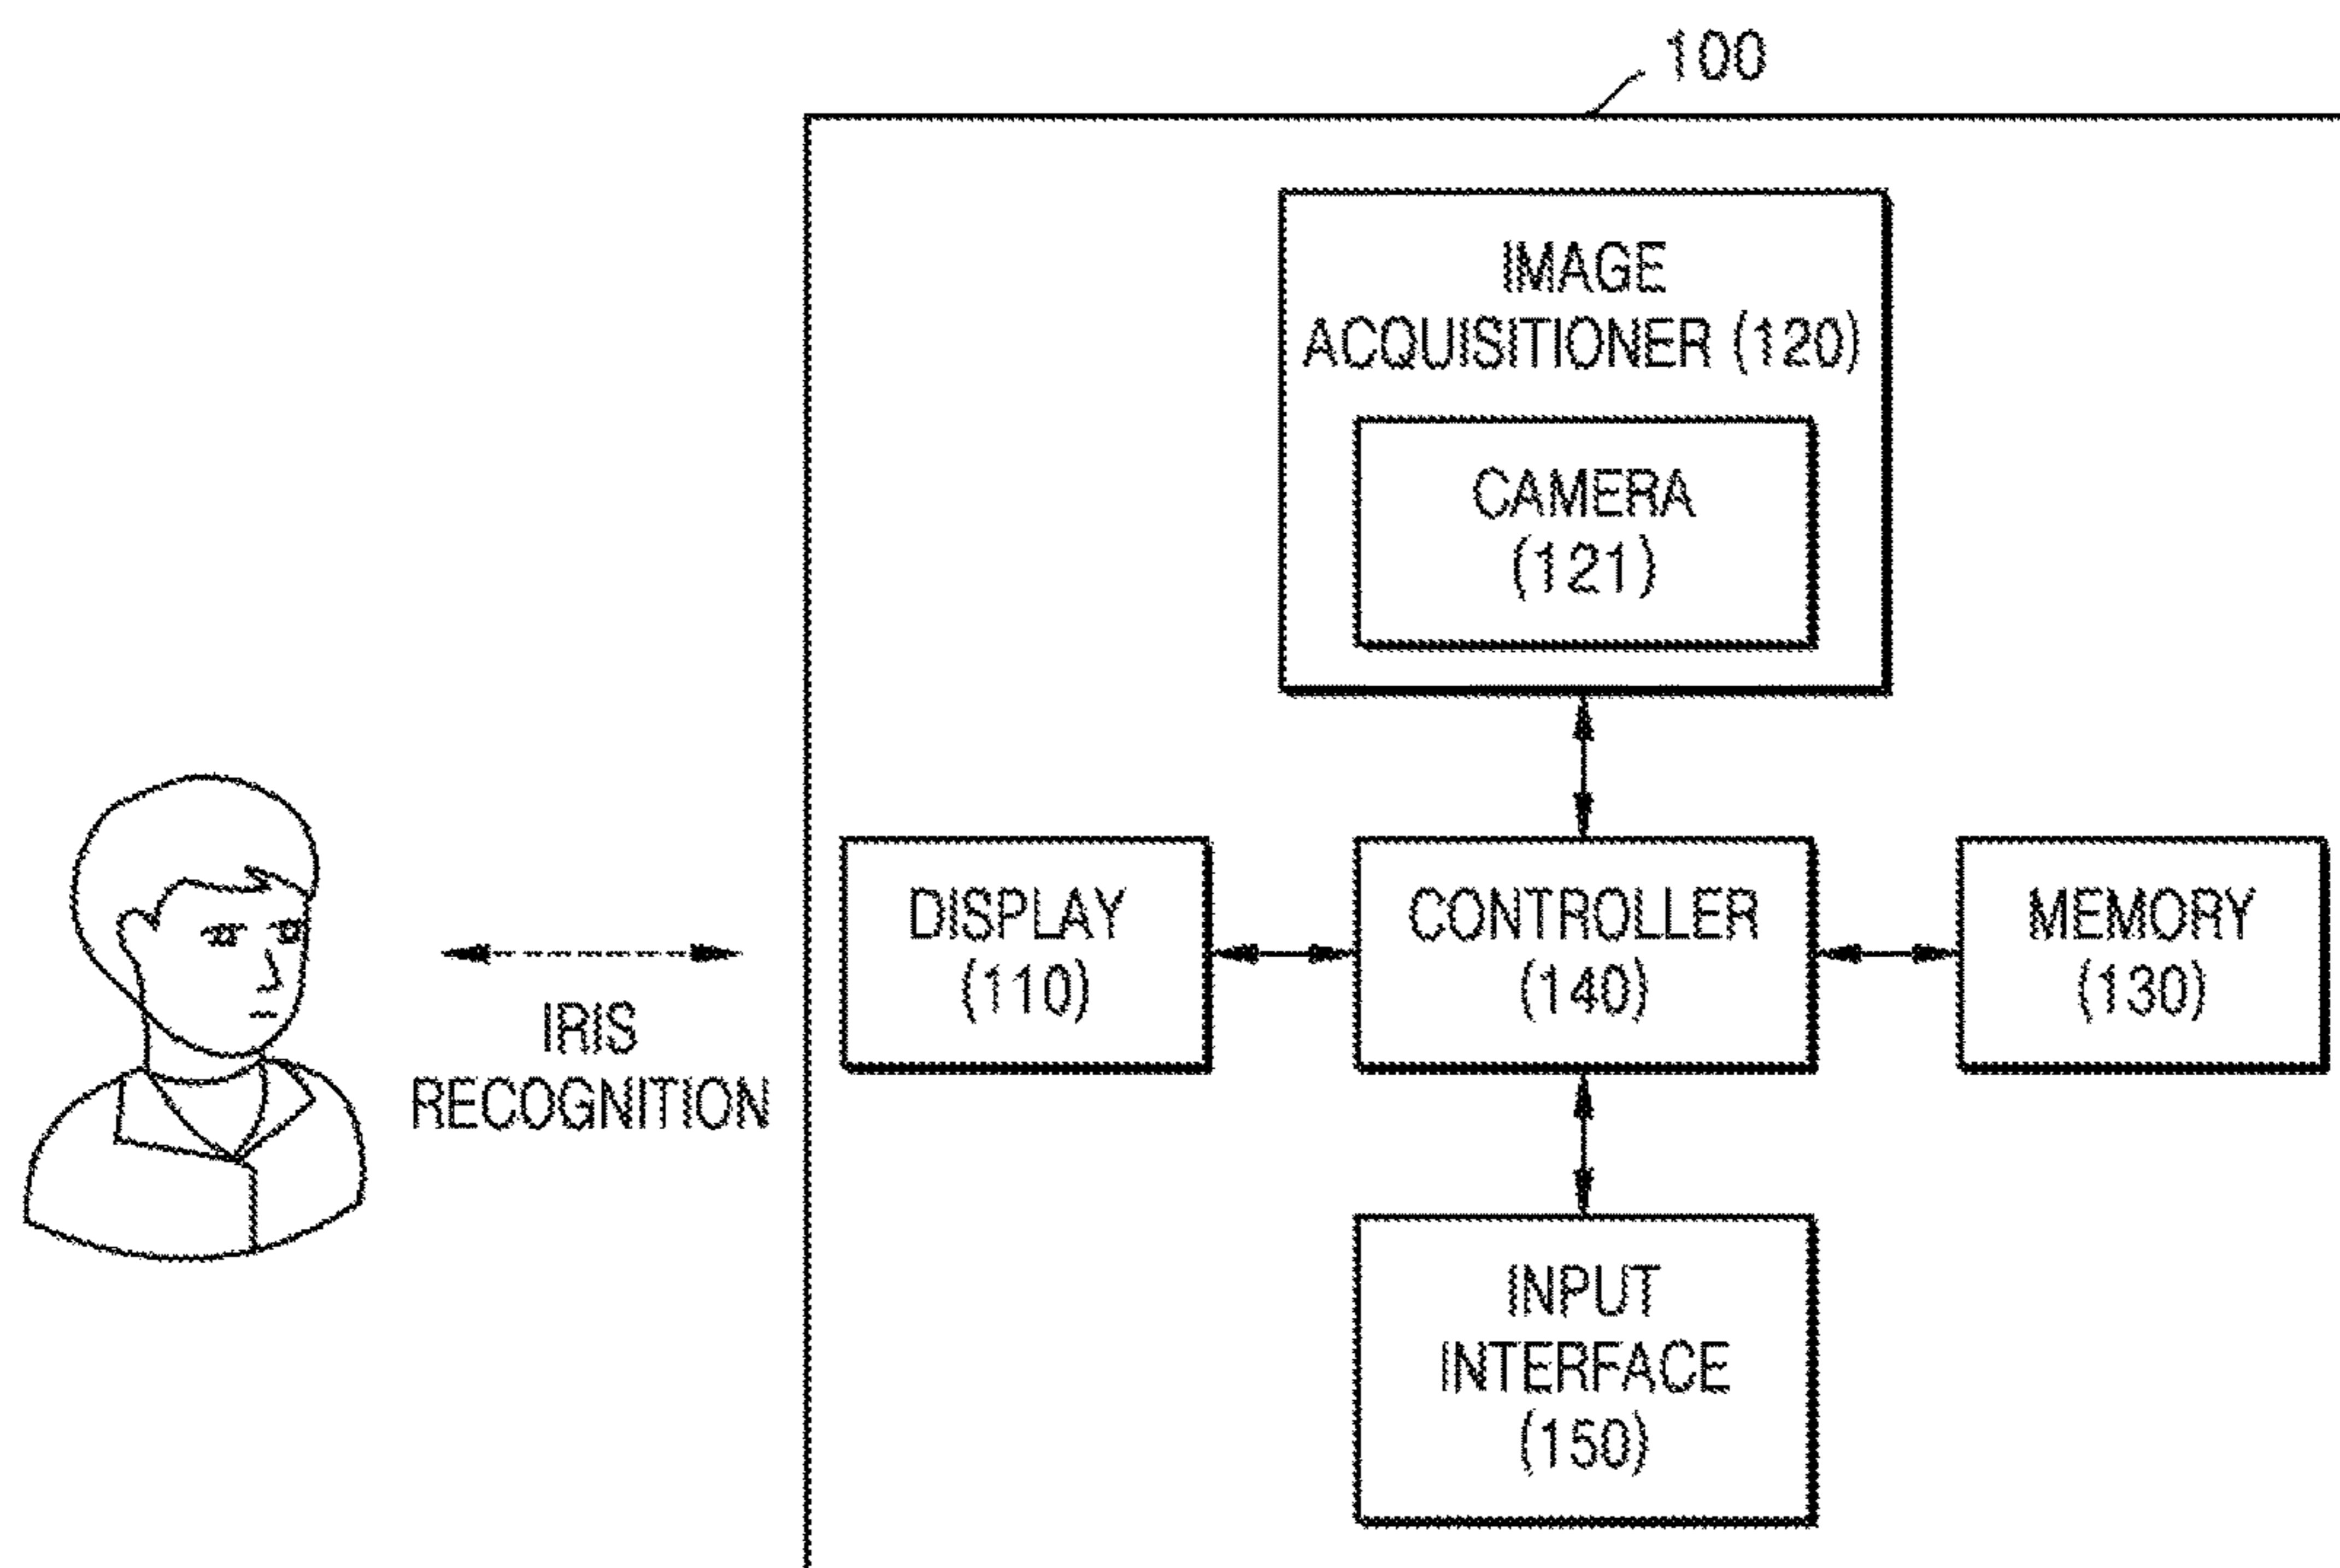 100
IMAGE
ACQUISITIONER (120)
CAMERA
(121)
DISPLAY
(110)
CONTROLLER
(140)
MEMORY
(130)
IRIS
RECOGNITION
INPUT
INTERFACE
(150)